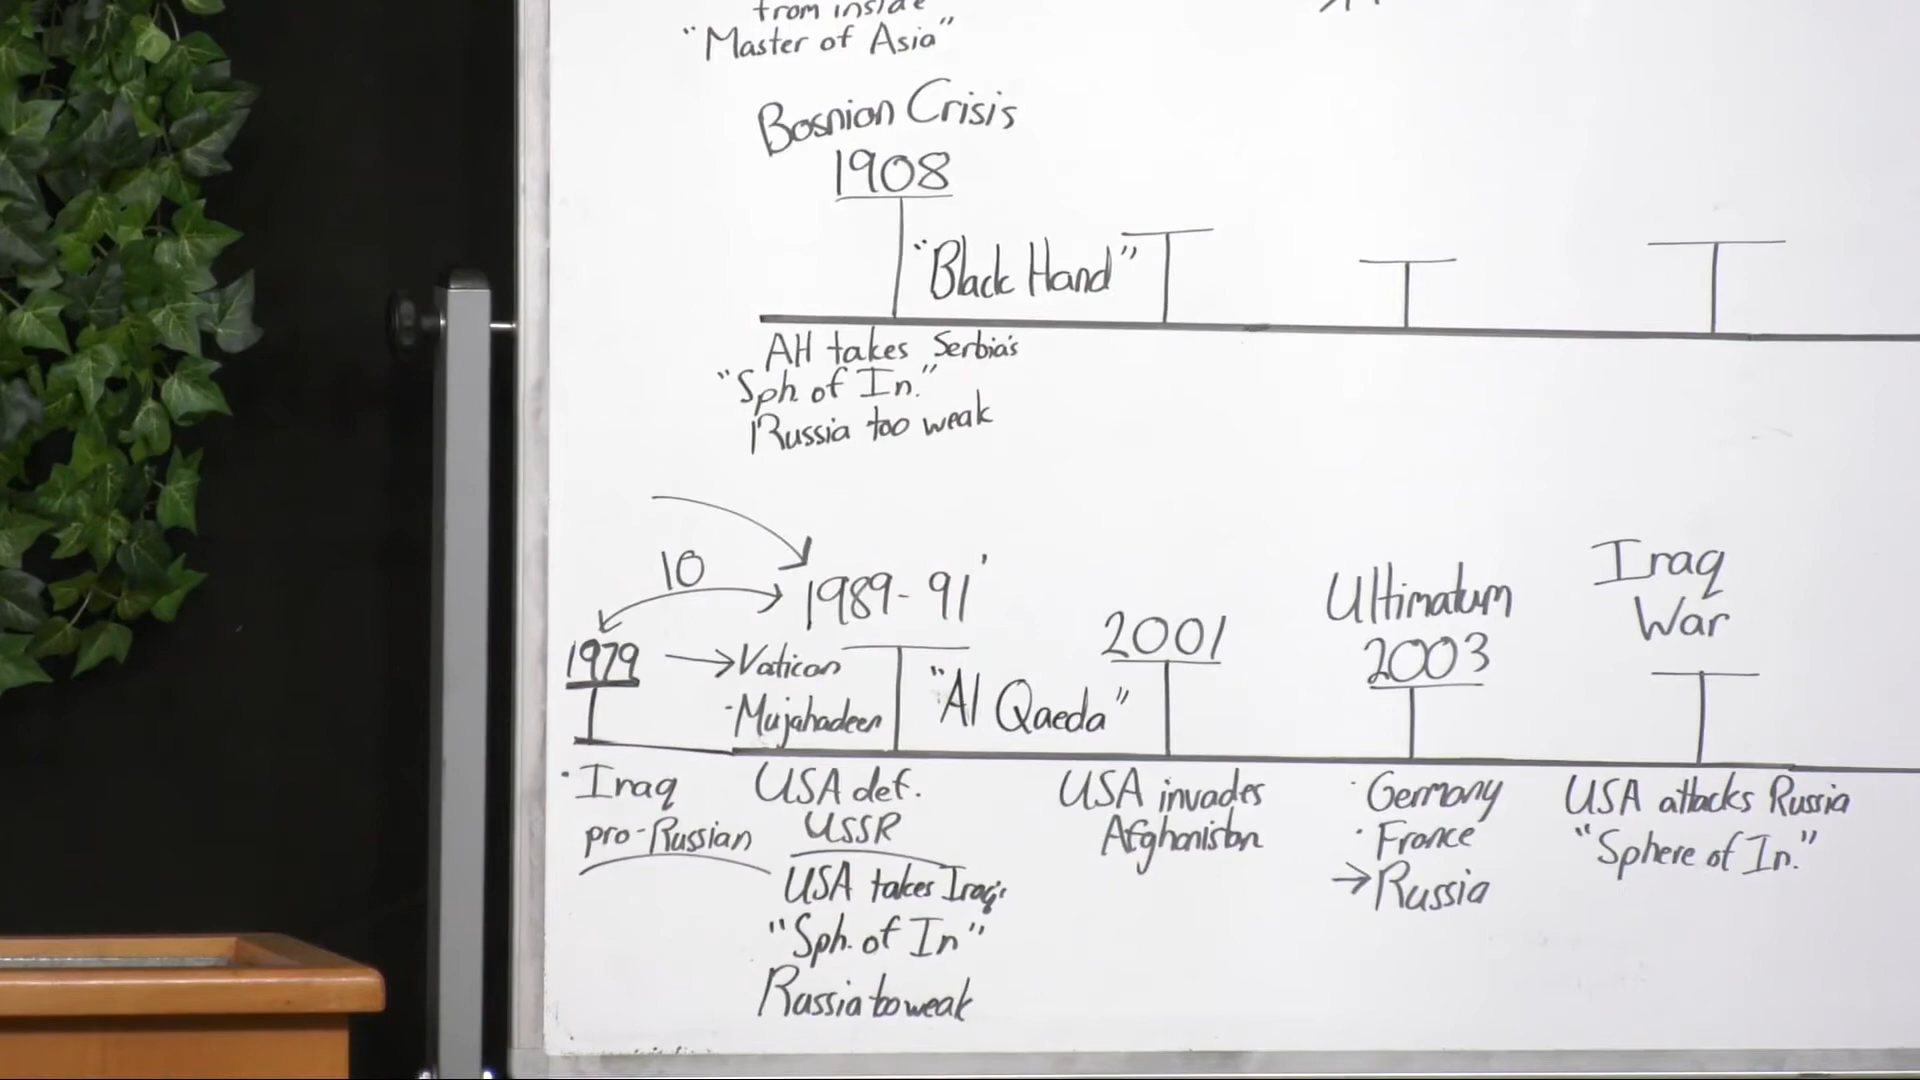 from inside
"Master of Asia"
Bosnian Crisis
1908
"Black Hand"
AH takes Serbia's
"Sph. of In."
Russia too weak
10
1989-91'
1979
→Vatican
·Mujahadeen
"Al Qaeda"
2001
Ultimatum
2003
Iraq
War
·Iraq
pro-Russian
USA def.
USSR
USA takes Iraq's
"Sph. of In"
Russia to weak
USA invades
Afghanistan
·Germany
·France
→Russia
USA attacks Russia
"Sphere of In."